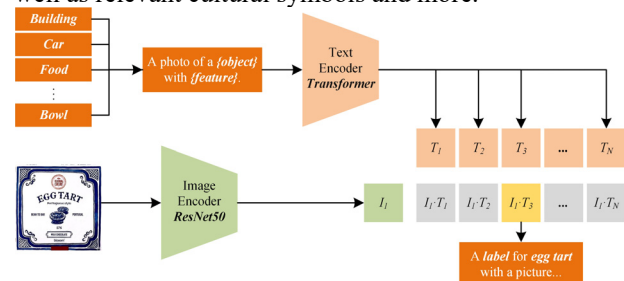 well as relevant cultural symbols and more.
Building
Car
Food
⋮
Bowl
A photo of a {object}
with {feature}.
Text
Encoder
Transformer
T1 T2 T3 ... TN
EGG TART
Image
Encoder
ResNet50
I1 I1·T1 I1·T2 I1·T3 ... I1·TN
A label for egg tart
with a picture...